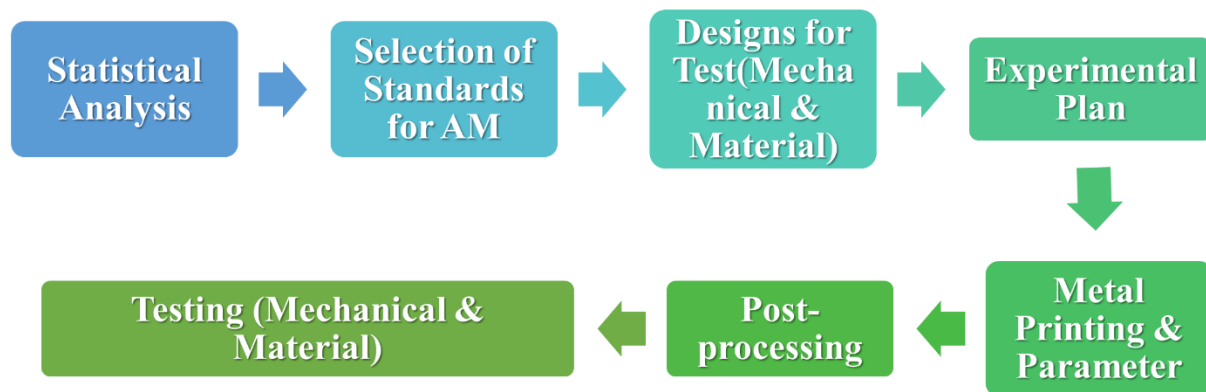 Statistical
Analysis
Selection of
Standards
for AM
Designs for
Test(Mecha
nical &
Material)
Experimental
Plan
Metal
Printing &
Parameter
Post-
processing
Testing (Mechanical &
Material)